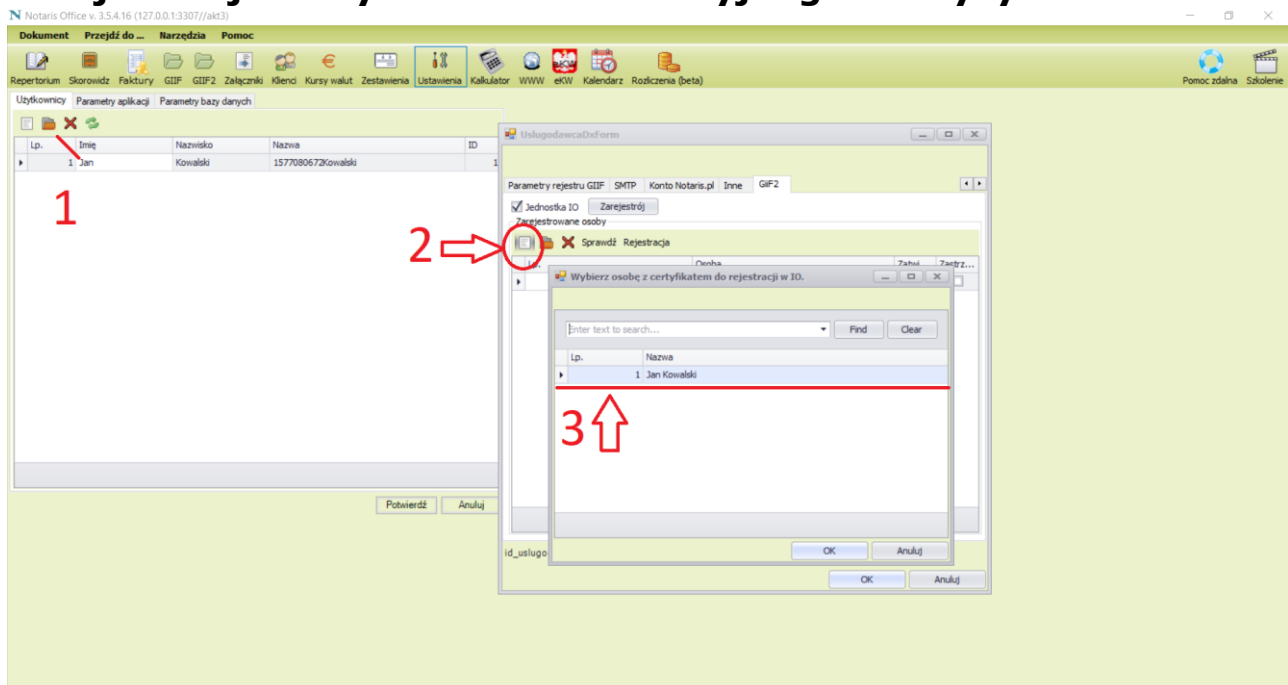 Notaris Office v. 3.5.4.16 (127.0.0.1:3307//akt3)
Dokument Przejdź do ... Narzędzia Pomoc
Repertorium Skorowidz Faktury GIIF GIIF2 Załączniki Klienci Kursy walut Zestawienia Ustawienia Kalkulator WWW eKW Kalendarz Rozliczenia (beta) Pomoc zdalna Szkolenie
Użytkownicy Parametry aplikacji Parametry bazy danych
Lp. Imię Nazwisko Nazwa ID
1 Jan Kowalski 1577080672Kowalski 1
1
Potwierdź Anuluj
UslugodawcaDxForm
Parametry rejestru GIIF SMTP Konto Notaris.pl Inne GIIF2
Jednostka IO Zarejestrój
Zarejestrowane osoby
2
Sprawdź Rejestracja
Lp. Osoba Zatwi... Zastrz...
Wybierz osobę z certyfikatem do rejestracji w IO.
Enter text to search... Find Clear
Lp. Nazwa
1 Jan Kowalski
3
OK Anuluj
id_uslugo
OK Anuluj